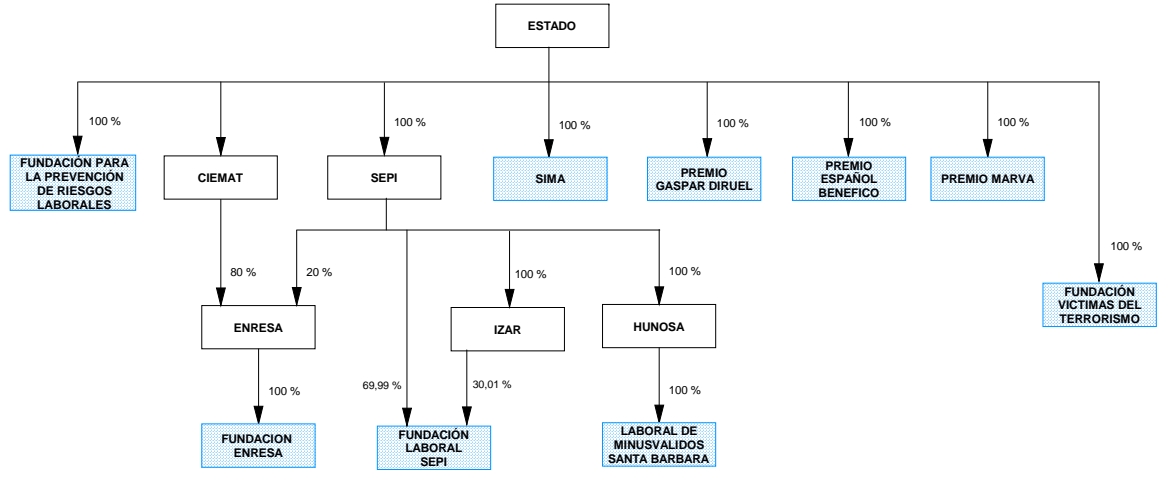 ESTADO
100 %
100 %
100 %
100 %
100 %
100 %
FUNDACIÓN PARA
LA PREVENCIÓN
DE RIESGOS
LABORALES
CIEMAT
SEPI
SIMA
PREMIO
GASPAR DIRUEL
PREMIO
ESPAÑOL
BENEFICO
PREMIO MARVA
100 %
80 %
20 %
100 %
100 %
FUNDACIÓN
VICTIMAS DEL
TERRORISMO
ENRESA
IZAR
HUNOSA
100 %
69,99 %
30,01 %
100 %
FUNDACION
ENRESA
FUNDACIÓN
LABORAL
SEPI
LABORAL DE
MINUSVALIDOS
SANTA BARBARA